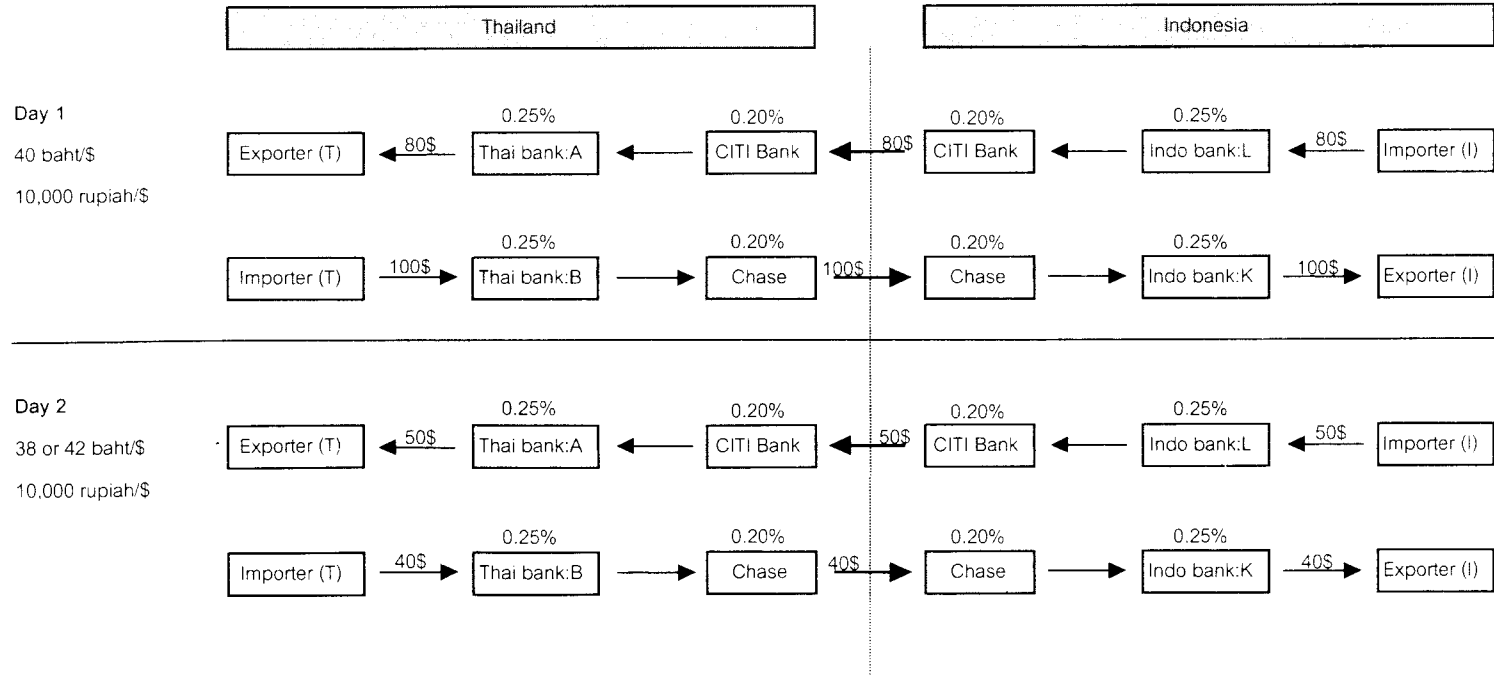 Thailand
Indonesia
Day 1
40 baht/$
10,000 rupiah/$
0.25%
0.20%
0.20%
0.25%
Exporter (T)
80$
Thai bank:A
CITI Bank
80$
CiTI Bank
Indo bank:L
80$
Importer (I)
0.25%
0.20%
0.20%
0.25%
Importer (T)
100$
Thai bank:B
Chase
100$
Chase
Indo bank:K
100$
Exporter (I)
Day 2
38 or 42 baht/$
10,000 rupiah/$
0.25%
0.20%
0.20%
0.25%
Exporter (T)
50$
Thai bank:A
CITI Bank
50$
CITI Bank
Indo bank:L
50$
Importer (I)
0.25%
0.20%
0.20%
0.25%
Importer (T)
40$
Thai bank:B
Chase
40$
Chase
Indo bank:K
40$
Exporter (I)